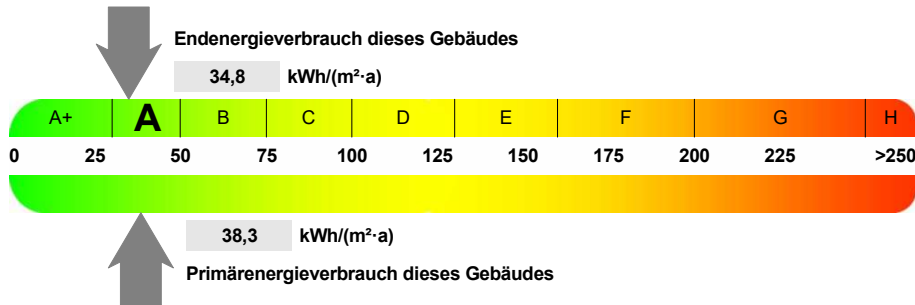 Endenergieverbrauch dieses Gebäudes
34,8 kWh/(m²·a)
A+ A B C D E F G H
0 25 50 75 100 125 150 175 200 225 >250
38,3 kWh/(m²·a)
Primärenergieverbrauch dieses Gebäudes